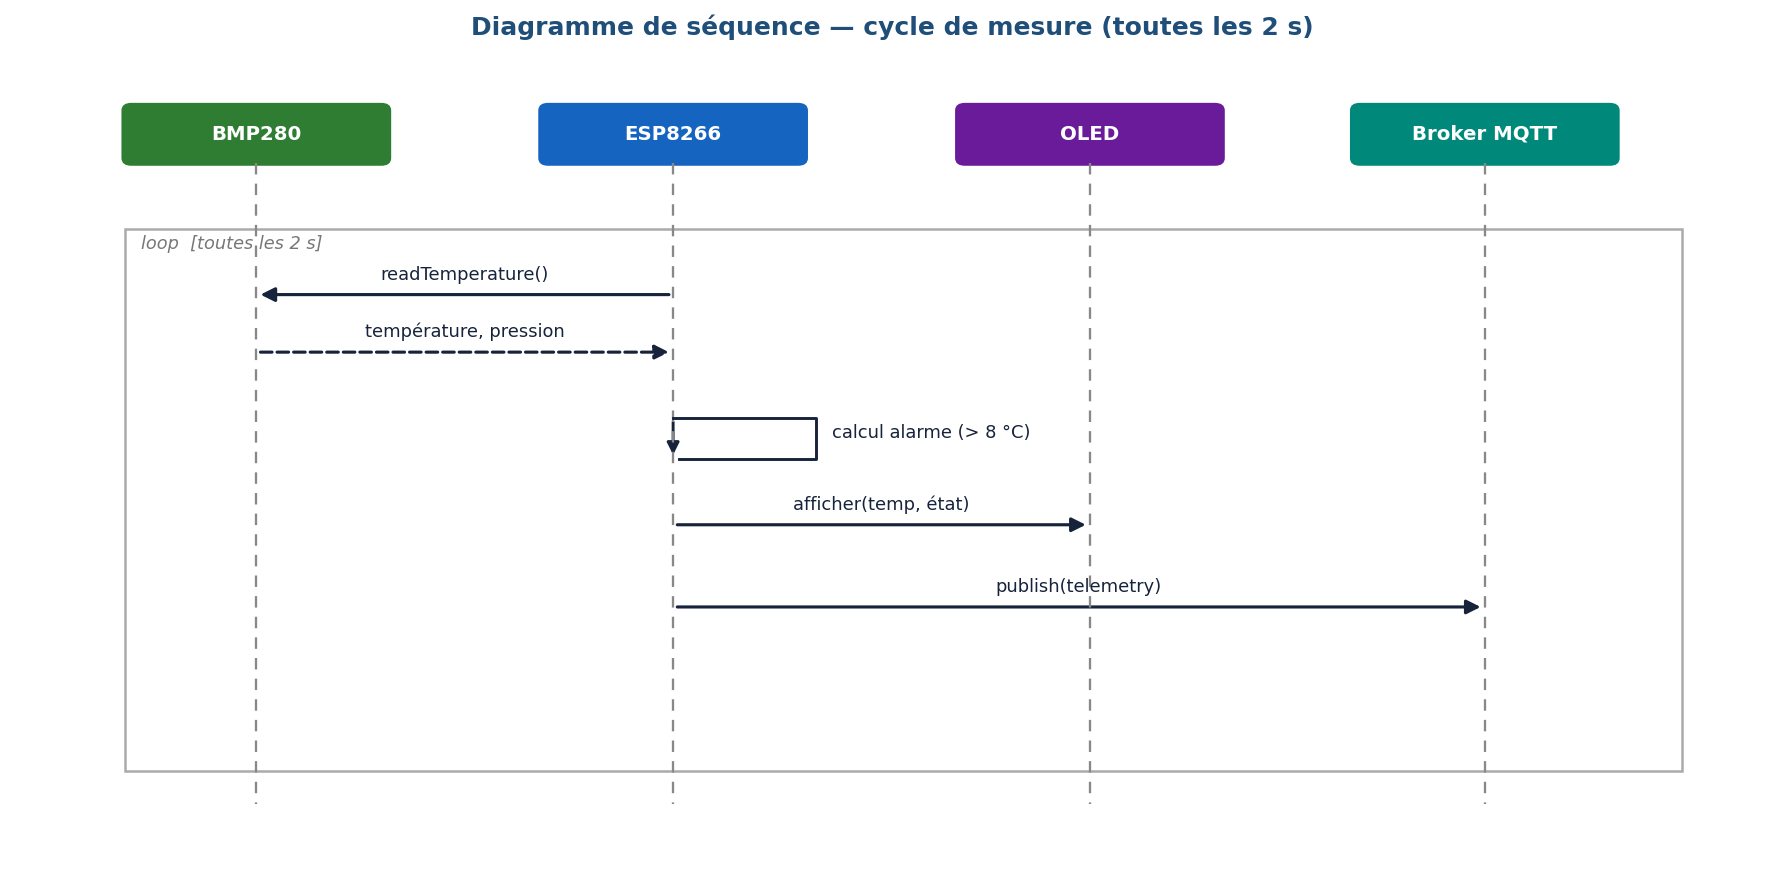 Diagramme de séquence — cycle de mesure (toutes les 2 s)
BMP280
ESP8266
OLED
Broker MQTT
loop  [toutes les 2 s]
readTemperature()
température, pression
calcul alarme (> 8 °C)
afficher(temp, état)
publish(telemetry)